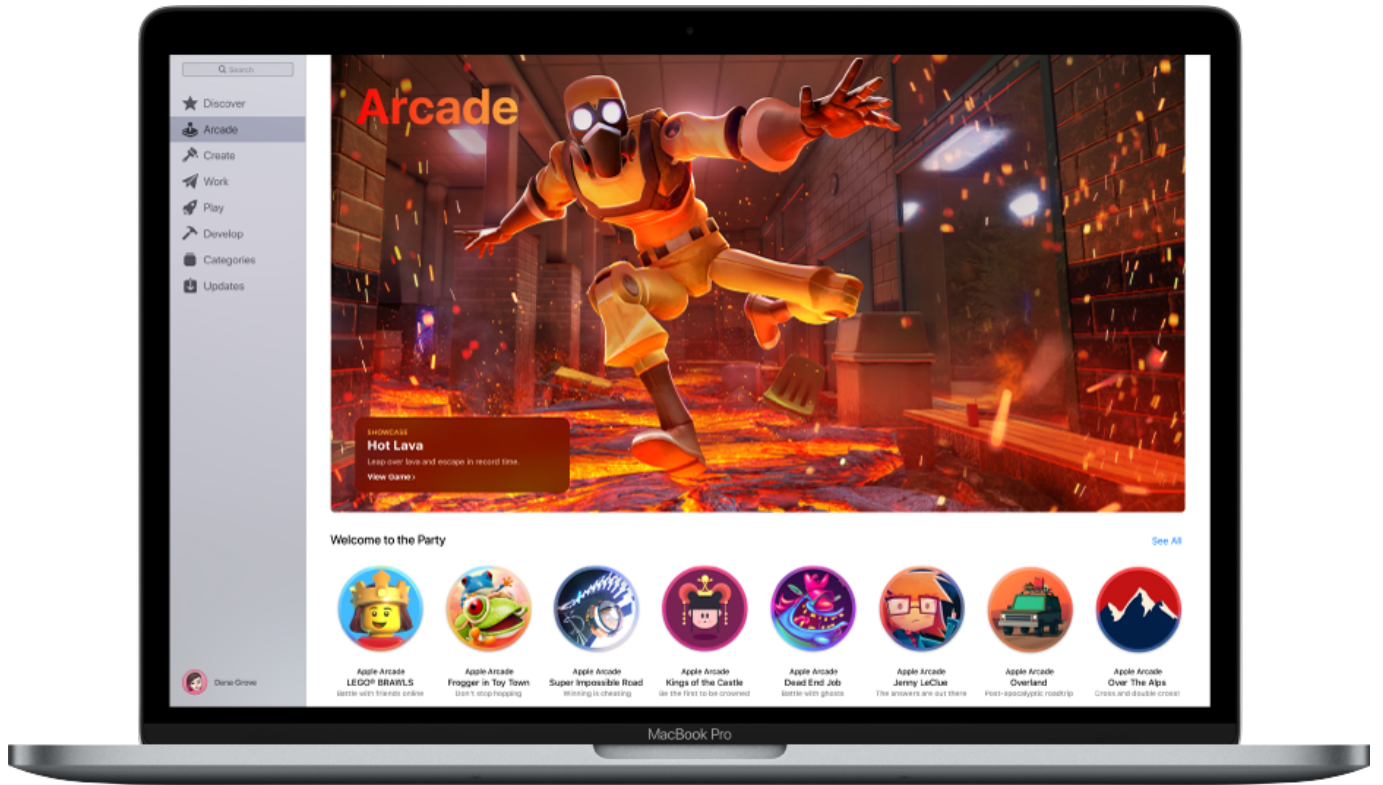 Search
Discover
Arcade
Create
Work
Play
Develop
Categories
Updates
Dana Grove
Arcade
SHOWCASE
Hot Lava
Leap over lava and escape in record time.
View Game ›
Welcome to the Party
See All
Apple Arcade
LEGO® BRAWLS
Battle with friends online
Apple Arcade
Frogger in Toy Town
Don't stop hopping
Apple Arcade
Super Impossible Road
Winning is cheating
Apple Arcade
Kings of the Castle
Be the first to be crowned
Apple Arcade
Dead End Job
Battle with ghosts
Apple Arcade
Jenny LeClue
The answers are out there
Apple Arcade
Overland
Post-apocalyptic roadtrip
Apple Arcade
Over The Alps
Cross and double-cross!
MacBook Pro